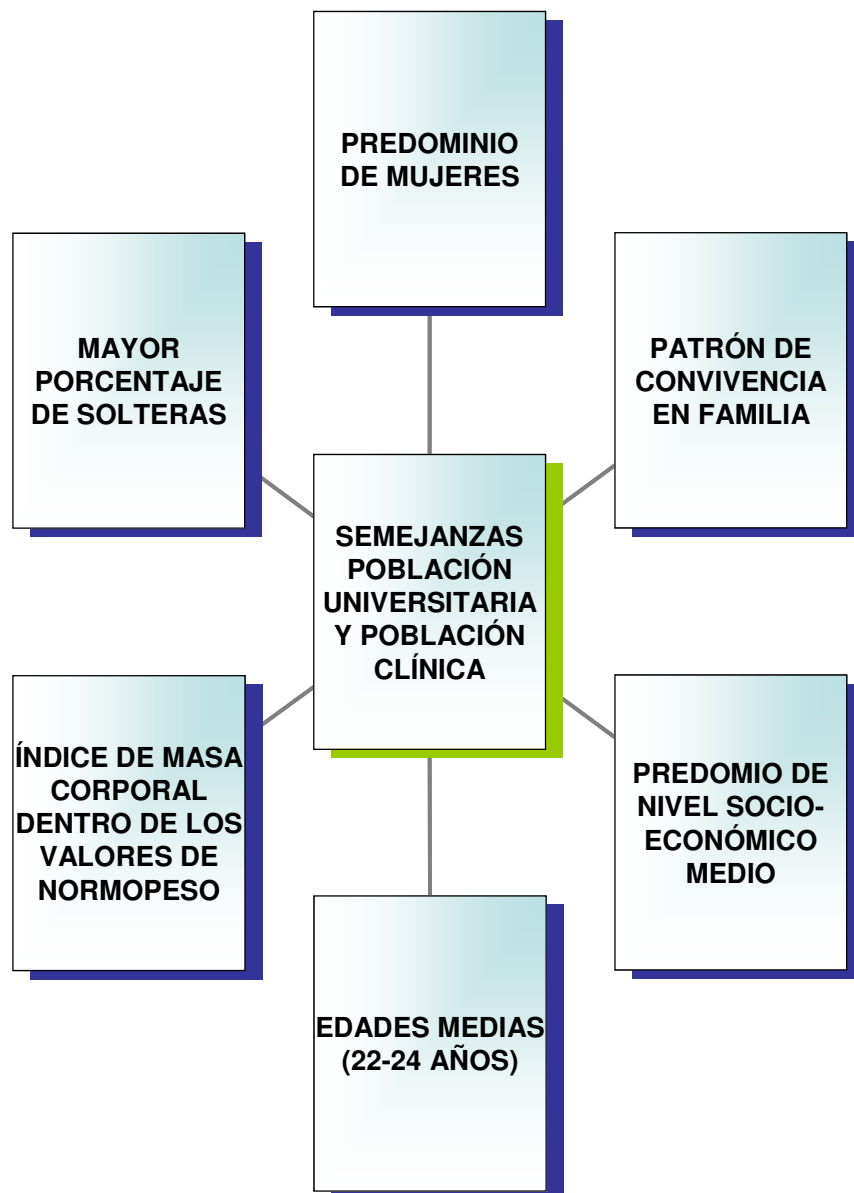 PREDOMINIO
DE MUJERES
MAYOR
PORCENTAJE
DE SOLTERAS
PATRÓN DE
CONVIVENCIA
EN FAMILIA
SEMEJANZAS
POBLACIÓN
UNIVERSITARIA
Y POBLACIÓN
CLÍNICA
ÍNDICE DE MASA
CORPORAL
DENTRO DE LOS
VALORES DE
NORMOPESO
PREDOMIO DE
NIVEL SOCIO-
ECONÓMICO
MEDIO
EDADES MEDIAS
(22-24 AÑOS)